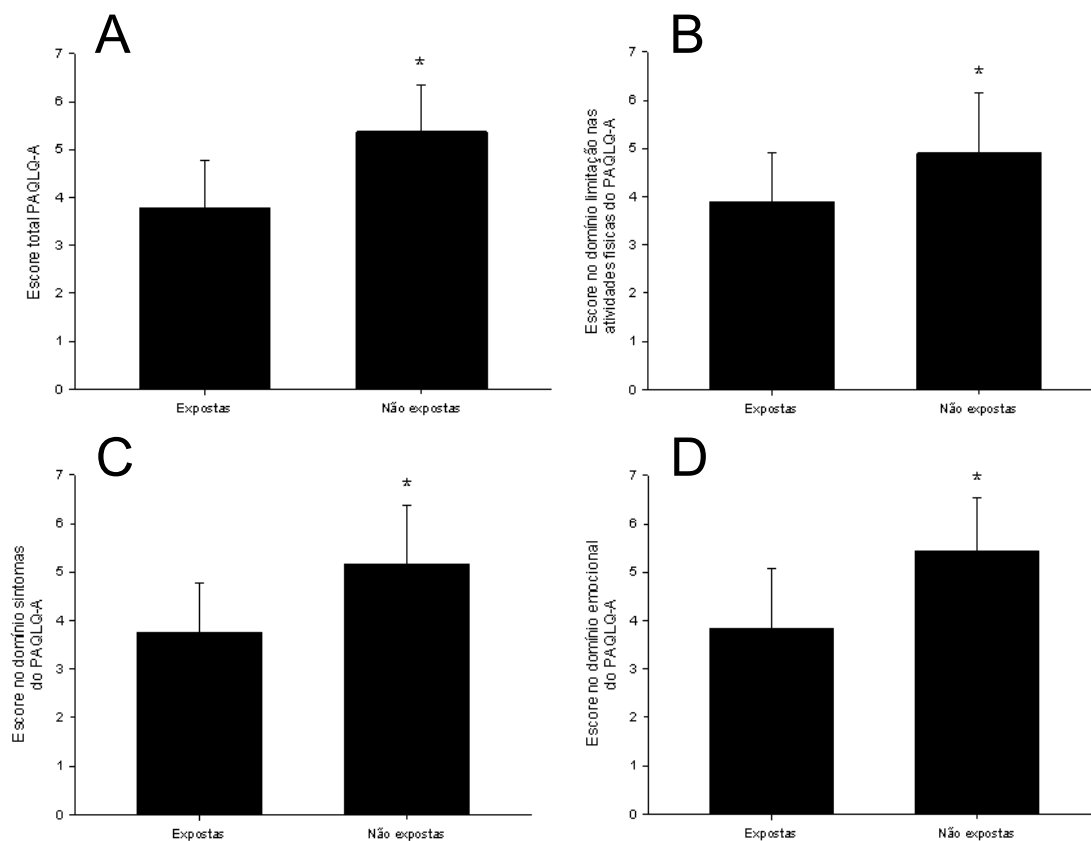 A
Escore total PAQLQ-A
7
6
5
4
3
2
1
0
*
Expostas
Não expostas
B
Escore no domínio limitação nas
atividades fisicas do PAQLQ-A
7
6
5
4
3
2
1
0
*
Expostas
Não expostas
C
Escore no domínio sintomas
do PAQLQ-A
7
6
5
4
3
2
1
0
*
Expostas
Não expostas
D
Escore no domínio emocional
do PAQLQ-A
7
6
5
4
3
2
1
0
*
Expostas
Não expostas